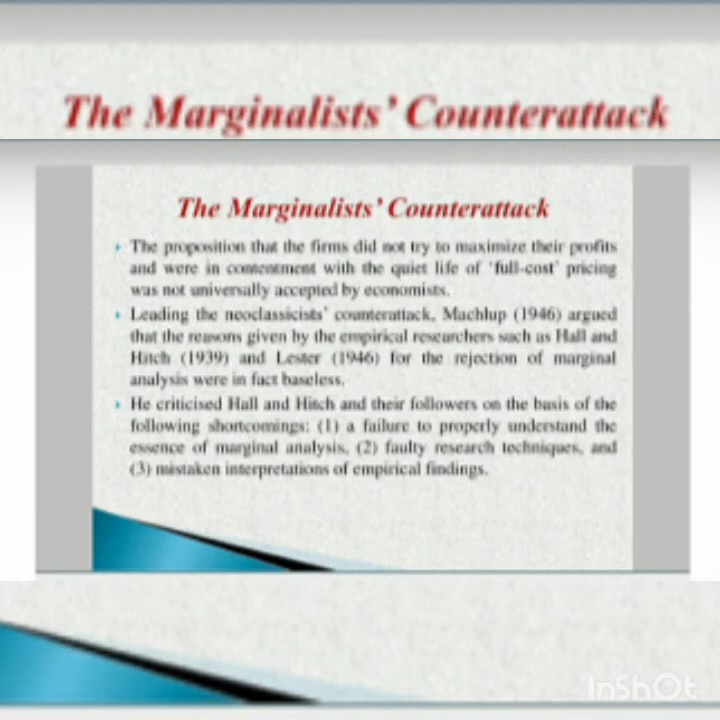 The Marginalists' Counterattack
The Marginalists' Counterattack
The proposition that the firms did not try to maximize their profits
and were in contentment with the quiet life of 'full-cost' pricing
was not universally accepted by economists.
Leading the neoclassicists' counterattack, Machlup (1946) argued
that the reasons given by the empirical researchers such as Hall and
Hitch (1939) and Lester (1946) for the rejection of marginal
analysis were in fact baseless.
He criticised Hall and Hitch and their followers on the basis of the
following shortcomings: (1) a failure to properly understand the
essence of marginal analysis, (2) faulty research techniques, and
(3) mistaken interpretations of empirical findings.
InShOt